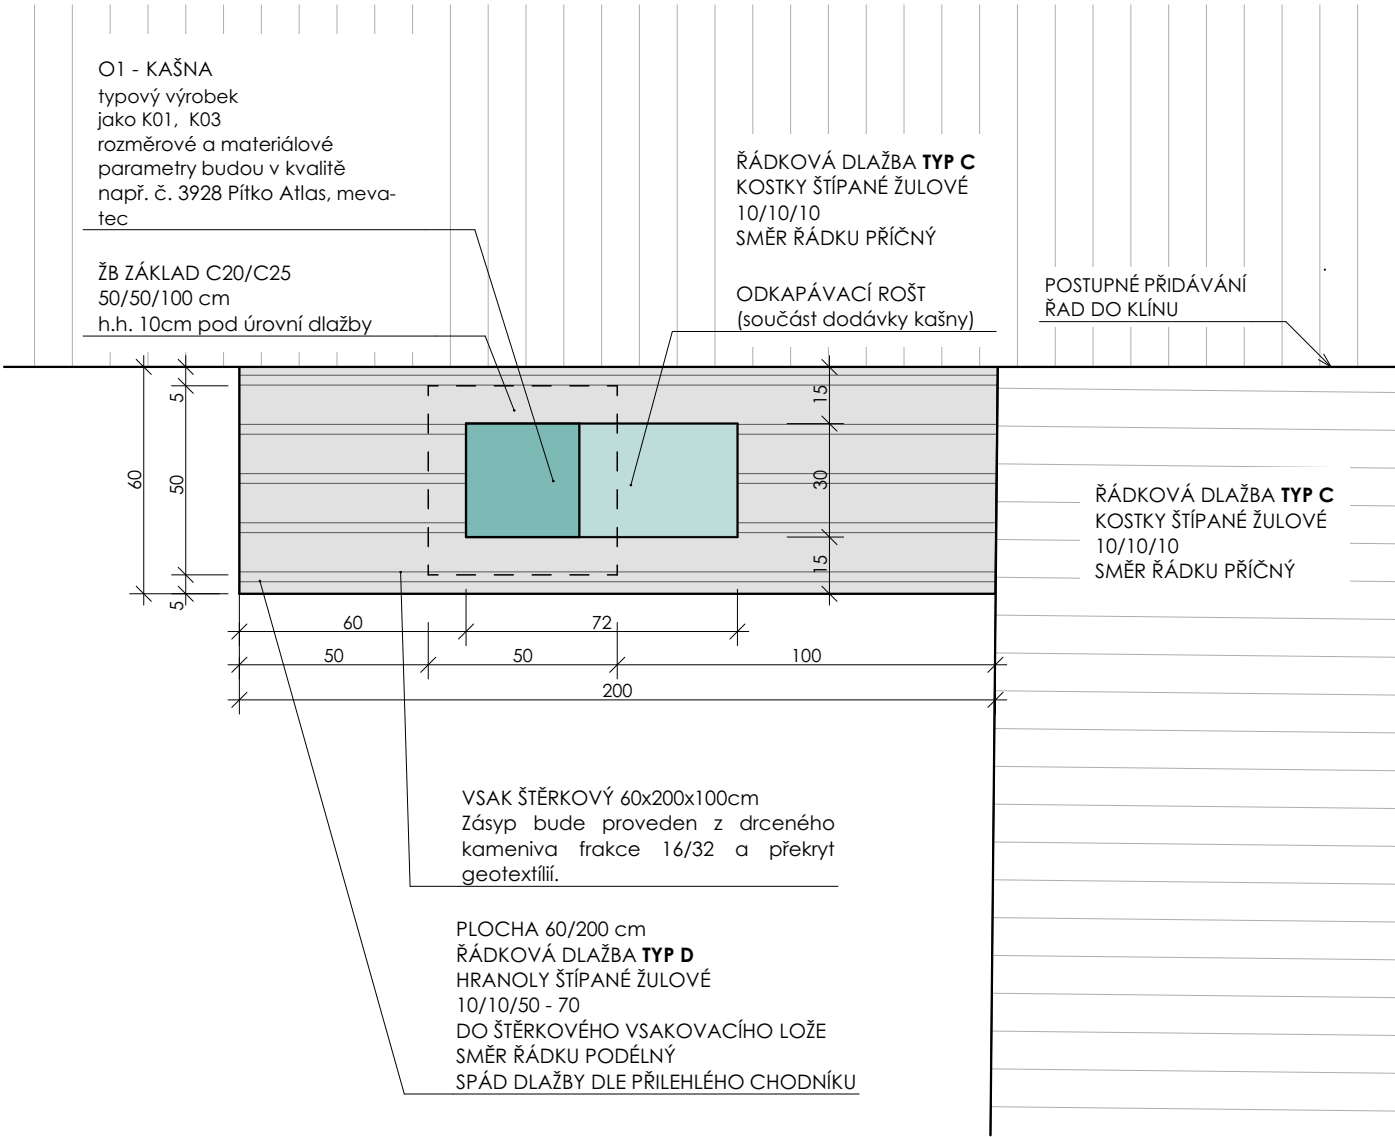 O1 - KAŠNA
typový výrobek
jako K01, K03
rozměrové a materiálové
parametry budou v kvalitě
např. č. 3928 Pítko Atlas, meva-
tec
ŽB ZÁKLAD C20/C25
50/50/100 cm
h.h. 10cm pod úrovní dlažby
ŘÁDKOVÁ DLAŽBA TYP C
KOSTKY ŠTÍPANÉ ŽULOVÉ
10/10/10
SMĚR ŘÁDKU PŘÍČNÝ
ODKAPÁVACÍ ROŠT
(součást dodávky kašny)
POSTUPNÉ PŘIDÁVÁNÍ
ŘAD DO KLÍNU
60
5
50
5
15
30
15
ŘÁDKOVÁ DLAŽBA TYP C
KOSTKY ŠTÍPANÉ ŽULOVÉ
10/10/10
SMĚR ŘÁDKU PŘÍČNÝ
60 72
50 50 100
200
VSAK ŠTĚRKOVÝ 60x200x100cm
Zásyp bude proveden z drceného
kameniva frakce 16/32 a překryt
geotextílií.
PLOCHA 60/200 cm
ŘÁDKOVÁ DLAŽBA TYP D
HRANOLY ŠTÍPANÉ ŽULOVÉ
10/10/50 - 70
DO ŠTĚRKOVÉHO VSAKOVACÍHO LOŽE
SMĚR ŘÁDKU PODÉLNÝ
SPÁD DLAŽBY DLE PŘILEHLÉHO CHODNÍKU